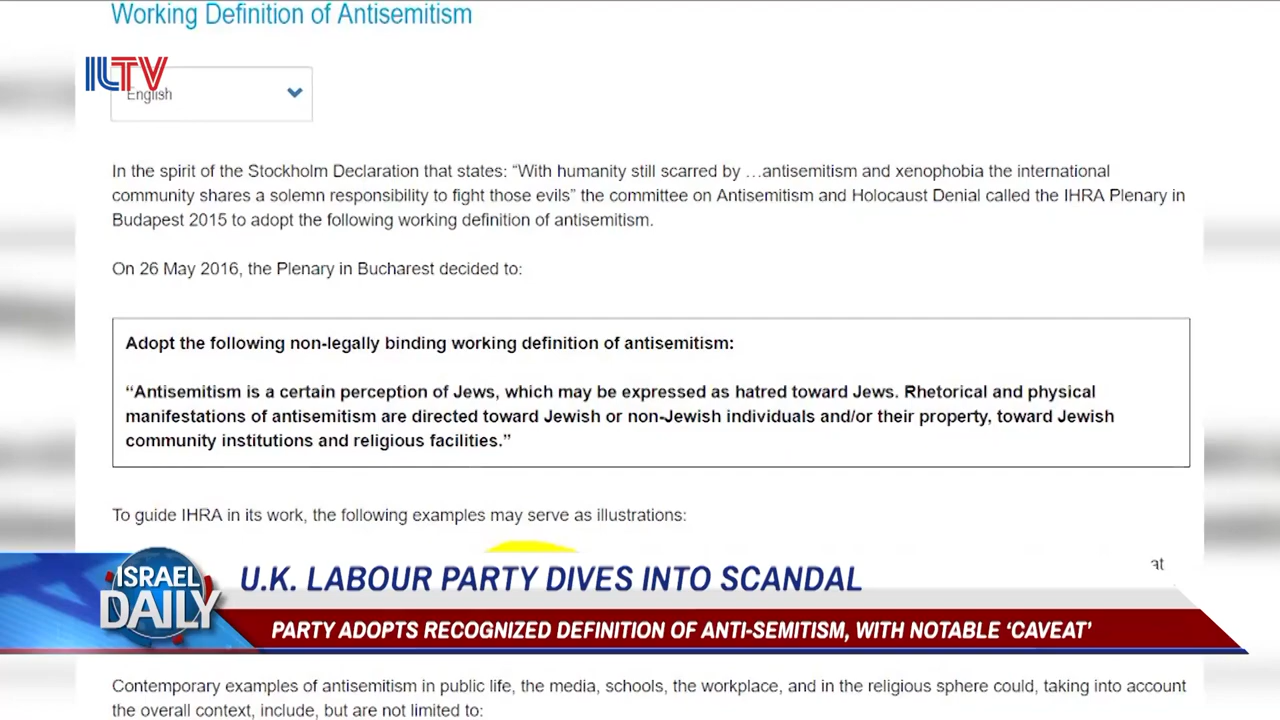 Working Definition of Antisemitism
ILTV
English
In the spirit of the Stockholm Declaration that states: “With humanity still scarred by …antisemitism and xenophobia the international
community shares a solemn responsibility to fight those evils” the committee on Antisemitism and Holocaust Denial called the IHRA Plenary in
Budapest 2015 to adopt the following working definition of antisemitism.
On 26 May 2016, the Plenary in Bucharest decided to:
Adopt the following non-legally binding working definition of antisemitism:
“Antisemitism is a certain perception of Jews, which may be expressed as hatred toward Jews. Rhetorical and physical
manifestations of antisemitism are directed toward Jewish or non-Jewish individuals and/or their property, toward Jewish
community institutions and religious facilities.”
To guide IHRA in its work, the following examples may serve as illustrations:
at
ISRAEL
DAILY
U.K. LABOUR PARTY DIVES INTO SCANDAL
PARTY ADOPTS RECOGNIZED DEFINITION OF ANTI-SEMITISM, WITH NOTABLE ‘CAVEAT’
Contemporary examples of antisemitism in public life, the media, schools, the workplace, and in the religious sphere could, taking into account
the overall context, include, but are not limited to: